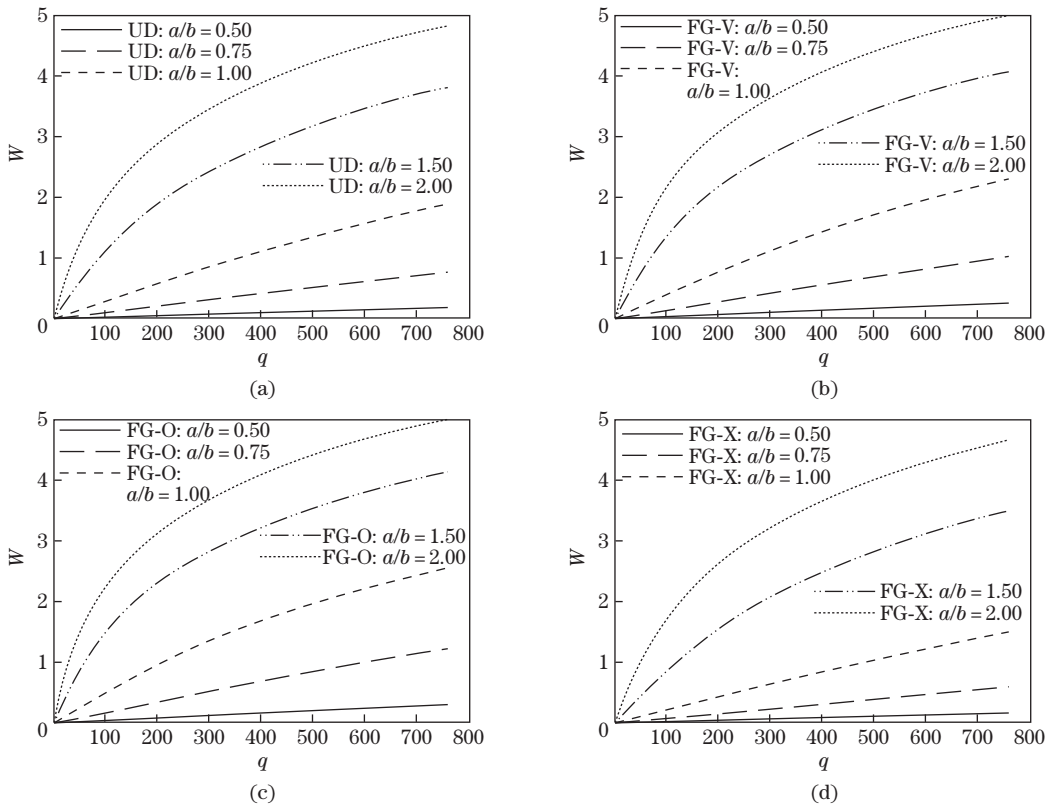 5
4
3
2
1
0
W
UD: a/b = 0.50
UD: a/b = 0.75
UD: a/b = 1.00
UD: a/b = 1.50
UD: a/b = 2.00
100 200 300 400 500 600 700 800
q
(a)
5
4
3
2
1
0
W
FG-V: a/b = 0.50
FG-V: a/b = 0.75
FG-V:
a/b = 1.00
FG-V: a/b = 1.50
FG-V: a/b = 2.00
100 200 300 400 500 600 700 800
q
(b)
5
4
3
2
1
0
W
FG-O: a/b = 0.50
FG-O: a/b = 0.75
FG-O:
a/b = 1.00
FG-O: a/b = 1.50
FG-O: a/b = 2.00
100 200 300 400 500 600 700 800
q
(c)
5
4
3
2
1
0
W
FG-X: a/b = 0.50
FG-X: a/b = 0.75
FG-X: a/b = 1.00
FG-X: a/b = 1.50
FG-X: a/b = 2.00
100 200 300 400 500 600 700 800
q
(d)